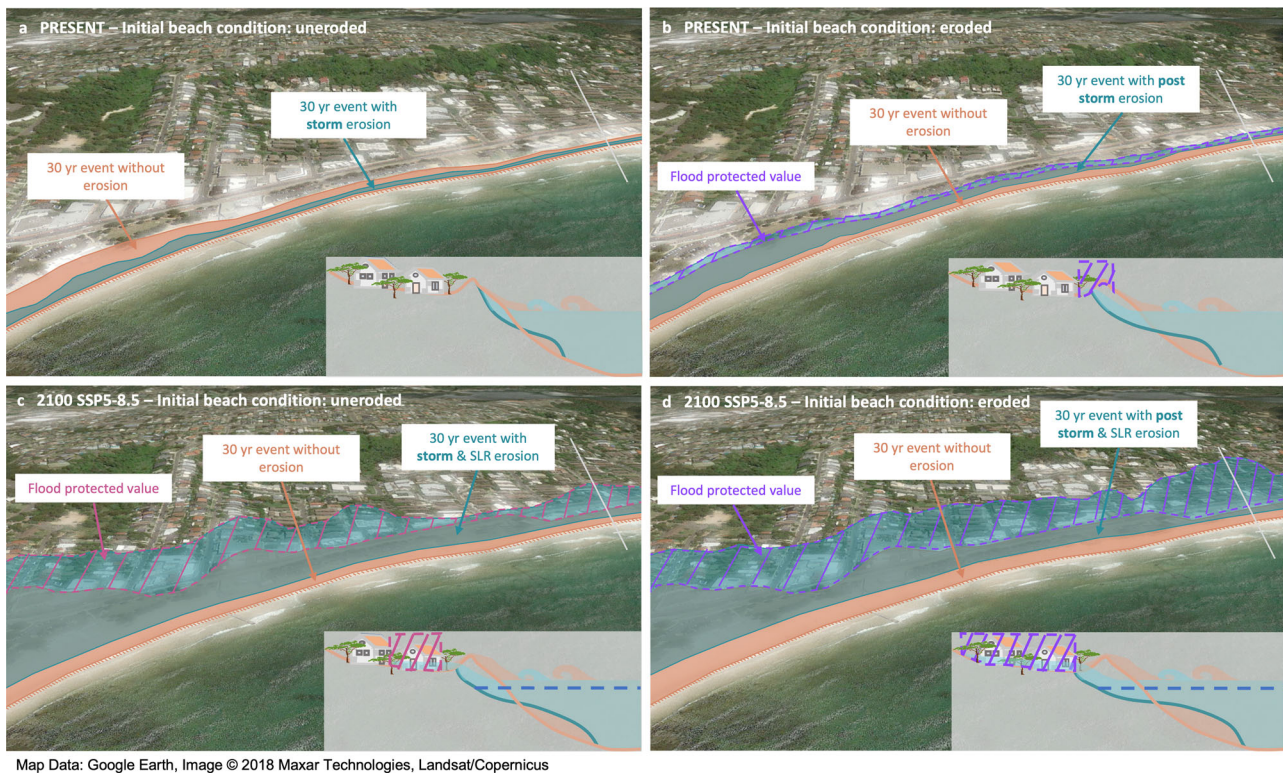 a PRESENT – Initial beach condition: uneroded
30 yr event with
storm erosion
30 yr event without
erosion
b PRESENT – Initial beach condition: eroded
30 yr event with post
storm erosion
30 yr event without
erosion
Flood protected value
c 2100 SSP5-8.5 – Initial beach condition: uneroded
30 yr event with
storm & SLR erosion
30 yr event without
erosion
Flood protected value
d 2100 SSP5-8.5 – Initial beach condition: eroded
30 yr event with post
storm & SLR erosion
30 yr event without
erosion
Flood protected value
Map Data: Google Earth, Image © 2018 Maxar Technologies, Landsat/Copernicus